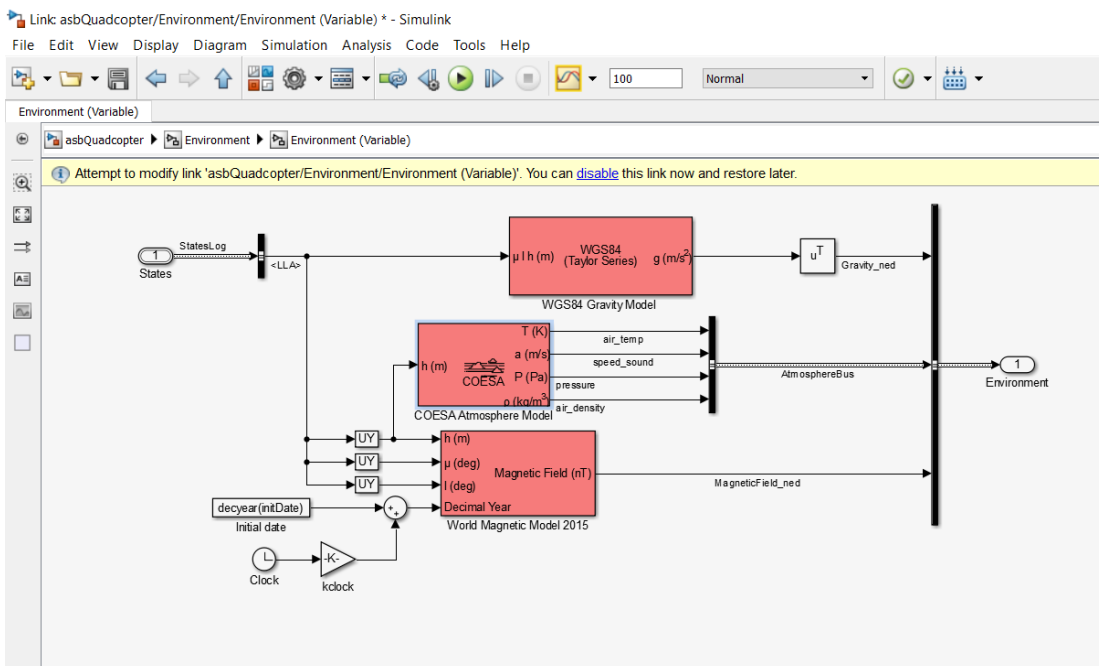 Link: asbQuadcopter/Environment/Environment (Variable) * - Simulink
File Edit View Display Diagram Simulation Analysis Code Tools Help
100 Normal
Environment (Variable)
asbQuadcopter Environment Environment (Variable)
Attempt to modify link 'asbQuadcopter/Environment/Environment (Variable)'. You can disable this link now and restore later.
StatesLog
1
States
<LLA>
μ l h (m)
WGS84
(Taylor Series)
g (m/s²)
WGS84 Gravity Model
uᵀ
Gravity_ned
h (m)
COESA
T (K)
a (m/s)
P (Pa)
ρ (kg/m³)
COESA Atmosphere Model
air_temp
speed_sound
pressure
air_density
AtmosphereBus
1
Environment
UY
UY
UY
h (m)
μ (deg)
l (deg)
Decimal Year
Magnetic Field (nT)
World Magnetic Model 2015
MagneticField_ned
decyear(initDate)
Initial date
+
+
Clock
-K-
kclock